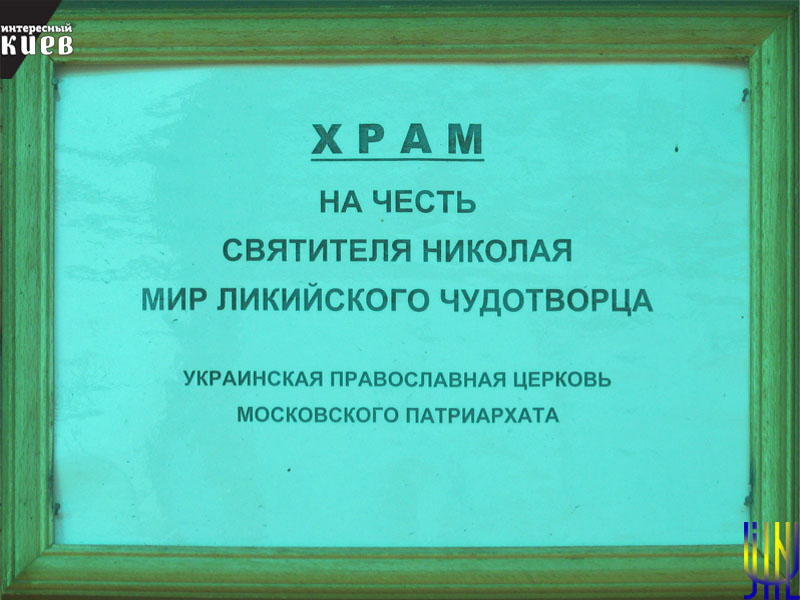 интересный
КИЕВ
ХРАМ
НА ЧЕСТЬ
СВЯТИТЕЛЯ НИКОЛАЯ
МИР ЛИКИЙСКОГО ЧУДОТВОРЦА
УКРАИНСКАЯ ПРАВОСЛАВНАЯ ЦЕРКОВЬ
МОСКОВСКОГО ПАТРИАРХАТА